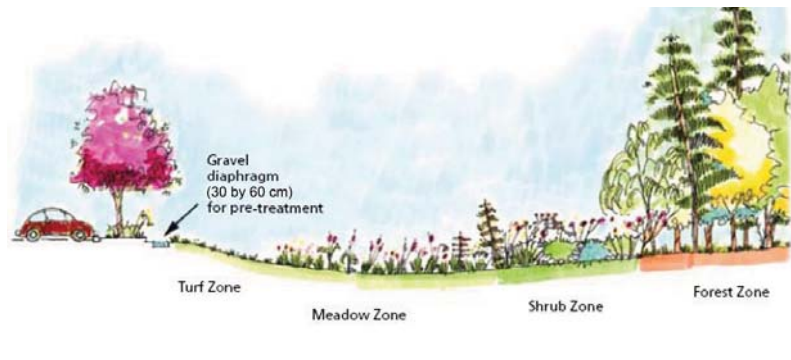 Gravel
diaphragm
(30 by 60 cm)
for pre-treatment
Turf Zone
Meadow Zone
Shrub Zone
Forest Zone